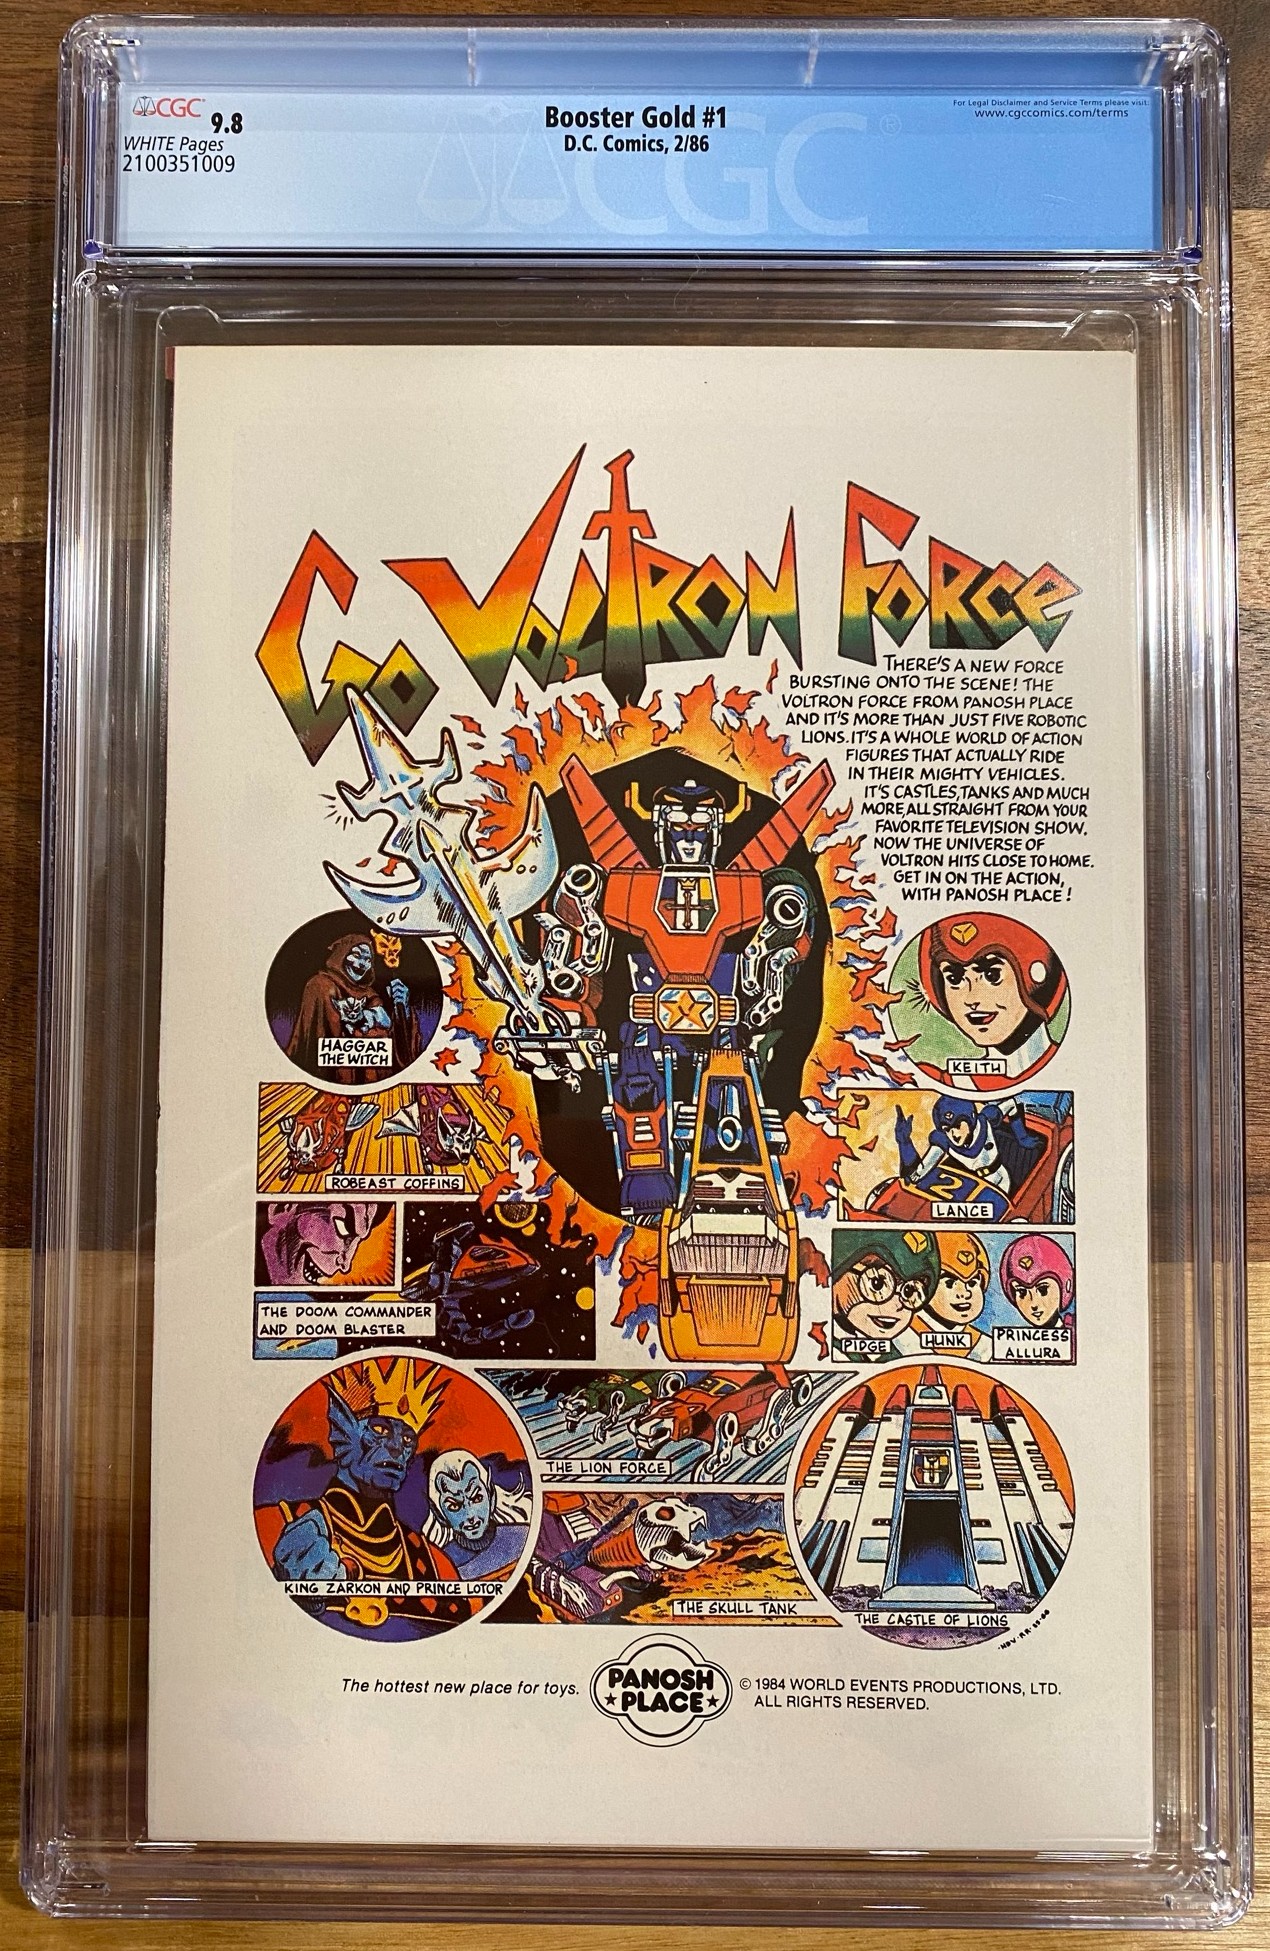 CGC
9.8
WHITE Pages
2100351009
Booster Gold #1
D.C. Comics, 2/86
For Legal Disclaimer and Service Terms please visit:
www.cgccomics.com/terms
CGC
GO VOLTRON FORCE
THERE'S A NEW FORCE
BURSTING ONTO THE SCENE! THE
VOLTRON FORCE FROM PANOSH PLACE
AND IT'S MORE THAN JUST FIVE ROBOTIC
LIONS. IT'S A WHOLE WORLD OF ACTION
FIGURES THAT ACTUALLY RIDE
IN THEIR MIGHTY VEHICLES.
IT'S CASTLES, TANKS AND MUCH
MORE, ALL STRAIGHT FROM YOUR
FAVORITE TELEVISION SHOW.
NOW THE UNIVERSE OF
VOLTRON HITS CLOSE TO HOME.
GET IN ON THE ACTION,
WITH PANOSH PLACE!
HAGGAR
THE WITCH
KEITH
ROBEAST COFFINS
2
LANCE
THE DOOM COMMANDER
AND DOOM BLASTER
PIDGE
HUNK
PRINCESS
ALLURA
KING ZARKON AND PRINCE LOTOR
THE LION FORCE
THE SKULL TANK
THE CASTLE OF LIONS
The hottest new place for toys.
PANOSH
PLACE
© 1984 WORLD EVENTS PRODUCTIONS, LTD.
ALL RIGHTS RESERVED.